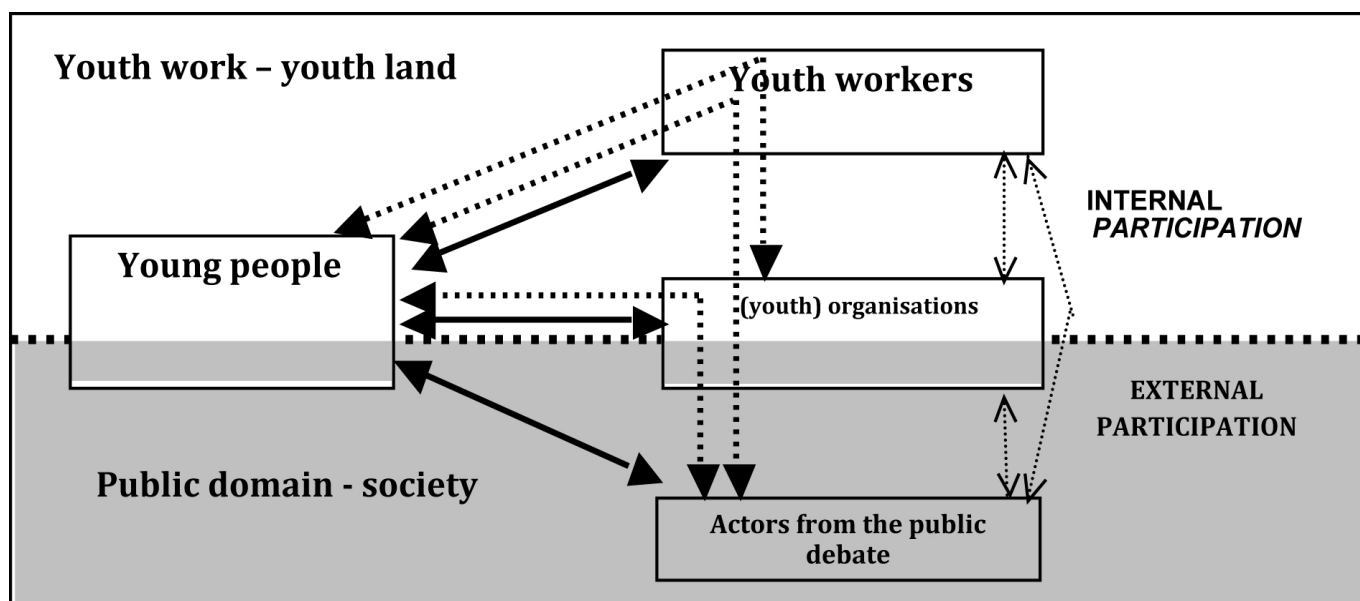 Youth work – youth land
Youth workers
INTERNAL
PARTICIPATION
Young people
(youth) organisations
EXTERNAL
PARTICIPATION
Public domain - society
Actors from the public
debate